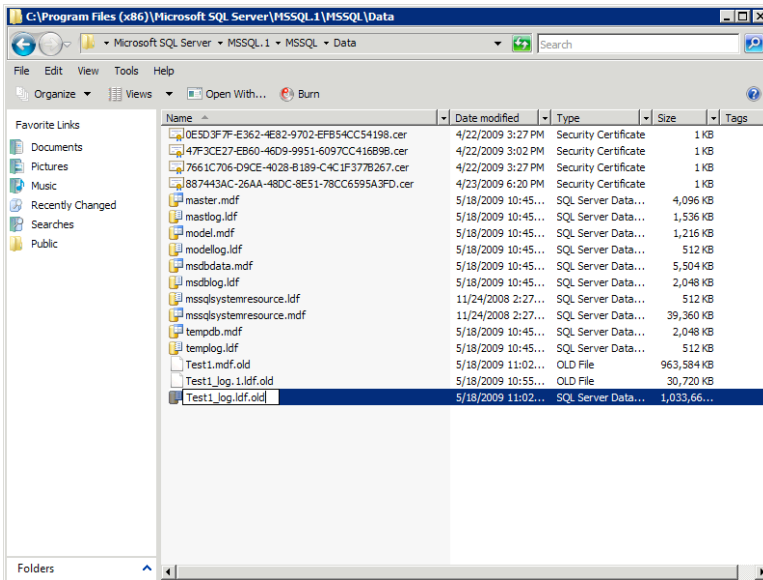 C:\Program Files (x86)\Microsoft SQL Server\MSSQL.1\MSSQL\Data
Microsoft SQL Server MSSQL.1 MSSQL Data Search
File Edit View Tools Help
Organize Views Open With... Burn
Favorite Links
Documents
Pictures
Music
Recently Changed
Searches
Public
Folders
Name Date modified Type Size Tags
0E5D3F7F-E362-4E82-9702-EFB54CC54198.cer 4/22/2009 3:27 PM Security Certificate 1 KB
47F3CE27-EB60-46D9-9951-6097CC416B9B.cer 4/22/2009 3:02 PM Security Certificate 1 KB
7661C706-D9CE-4028-B189-C4C1F377B267.cer 4/22/2009 3:27 PM Security Certificate 1 KB
887443AC-26AA-48DC-8E51-78CC6595A3FD.cer 4/23/2009 6:20 PM Security Certificate 1 KB
master.mdf 5/18/2009 10:45... SQL Server Data... 4,096 KB
mastlog.ldf 5/18/2009 10:45... SQL Server Data... 1,536 KB
model.mdf 5/18/2009 10:45... SQL Server Data... 1,216 KB
modellog.ldf 5/18/2009 10:45... SQL Server Data... 512 KB
msdbdata.mdf 5/18/2009 10:45... SQL Server Data... 5,504 KB
msdblog.ldf 5/18/2009 10:45... SQL Server Data... 2,048 KB
mssqlsystemresource.ldf 11/24/2008 2:27... SQL Server Data... 512 KB
mssqlsystemresource.mdf 11/24/2008 2:27... SQL Server Data... 39,360 KB
tempdb.mdf 5/18/2009 10:45... SQL Server Data... 2,048 KB
templog.ldf 5/18/2009 10:45... SQL Server Data... 512 KB
Test1.mdf.old 5/18/2009 11:02... OLD File 963,584 KB
Test1_log.1.ldf.old 5/18/2009 10:55... OLD File 30,720 KB
Test1_log.ldf.old 5/18/2009 11:02... SQL Server Data... 1,033,66...